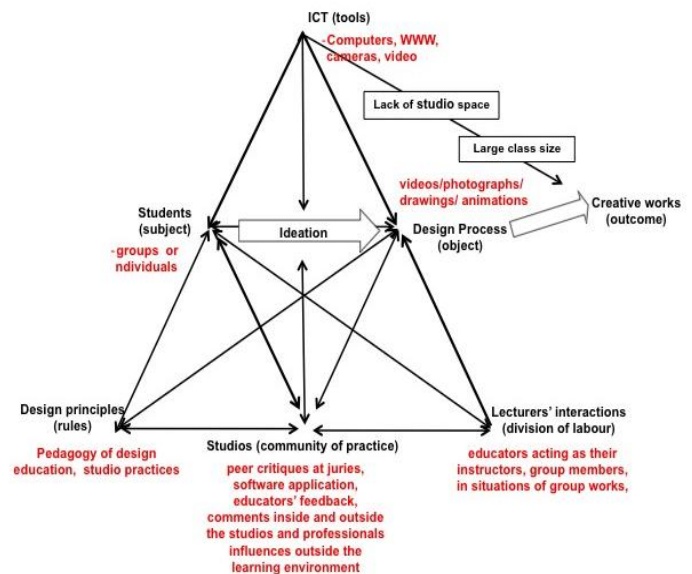 ICT (tools)
-Computers, WWW,
cameras, video
Lack of studio space
Large class size
videos/photographs/
drawings/ animations
Creative works
(outcome)
Students
(subject)
Ideation
Design Process
(object)
-groups or
ndividuals
Design principles
(rules)
Studios (community of practice)
Lecturers' interactions
(division of labour)
Pedagogy of design
education, studio practices
peer critiques at juries,
software application,
educators' feedback,
comments inside and outside
the studios and professionals
influences outside the
learning environment
educators acting as their
instructors, group members,
in situations of group works,